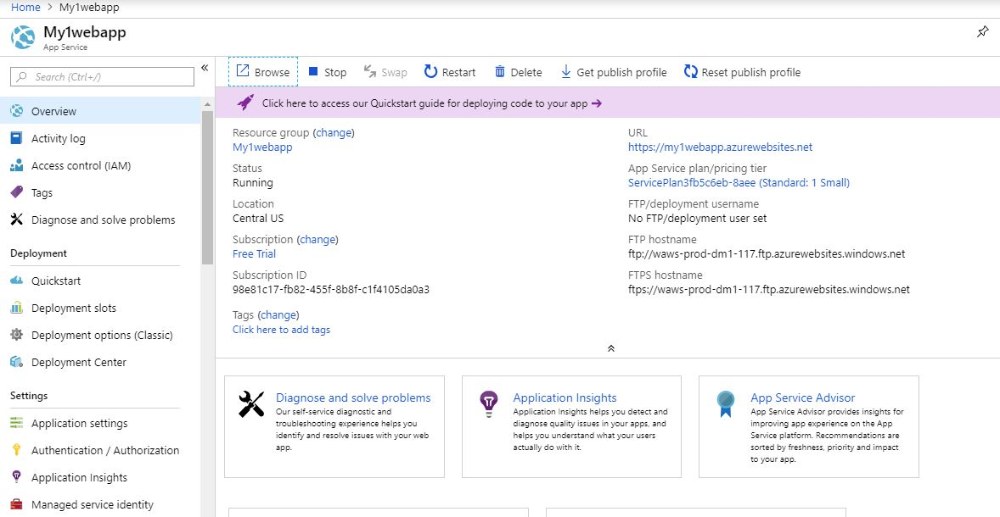 Home > My1webapp
My1webapp
App Service
Search (Ctrl+/)
Overview
Activity log
Access control (IAM)
Tags
Diagnose and solve problems
Deployment
Quickstart
Deployment slots
Deployment options (Classic)
Deployment Center
Settings
Application settings
Authentication / Authorization
Application Insights
Managed service identity
Browse Stop Swap Restart Delete Get publish profile Reset publish profile
Click here to access our Quickstart guide for deploying code to your app →
Resource group (change)
My1webapp
Status
Running
Location
Central US
Subscription (change)
Free Trial
Subscription ID
98e81c17-fb82-455f-8b8f-c1f4105da0a3
Tags (change)
Click here to add tags
URL
https://my1webapp.azurewebsites.net
App Service plan/pricing tier
ServicePlan3fb5c6eb-8aee (Standard: 1 Small)
FTP/deployment username
No FTP/deployment user set
FTP hostname
ftp://waws-prod-dm1-117.ftp.azurewebsites.windows.net
FTPS hostname
ftps://waws-prod-dm1-117.ftp.azurewebsites.windows.net
Diagnose and solve problems
Our self-service diagnostic and
troubleshooting experience helps you
identify and resolve issues with your web
app.
Application Insights
Application Insights helps you detect and
diagnose quality issues in your apps, and
helps you understand what your users
actually do with it.
App Service Advisor
App Service Advisor provides insights for
improving app experience on the App
Service platform. Recommendations are
sorted by freshness, priority and impact
to your app.